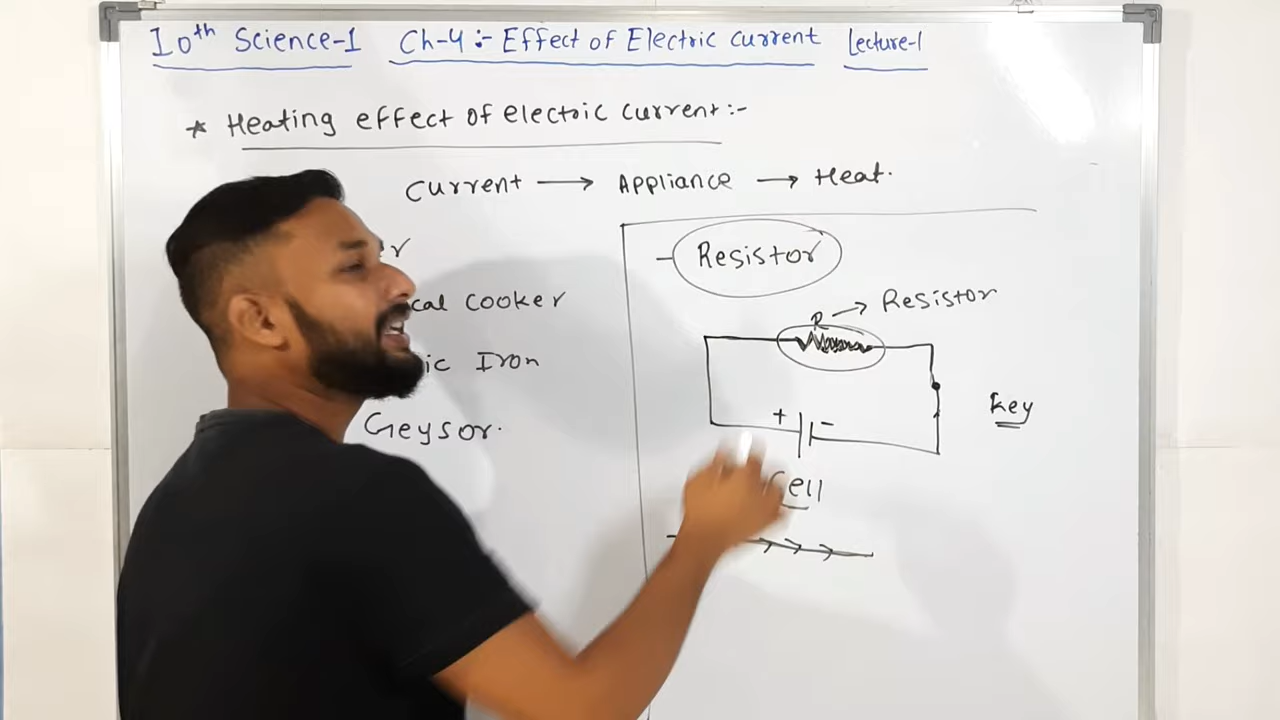 10th Science-1 Ch-4:- Effect of Electric current Lecture-1
* Heating effect of electric current:-
Current → Appliance → Heat.
cooker
Iron
Geysor.
- Resistor
R → Resistor
+ -
Key
Cell